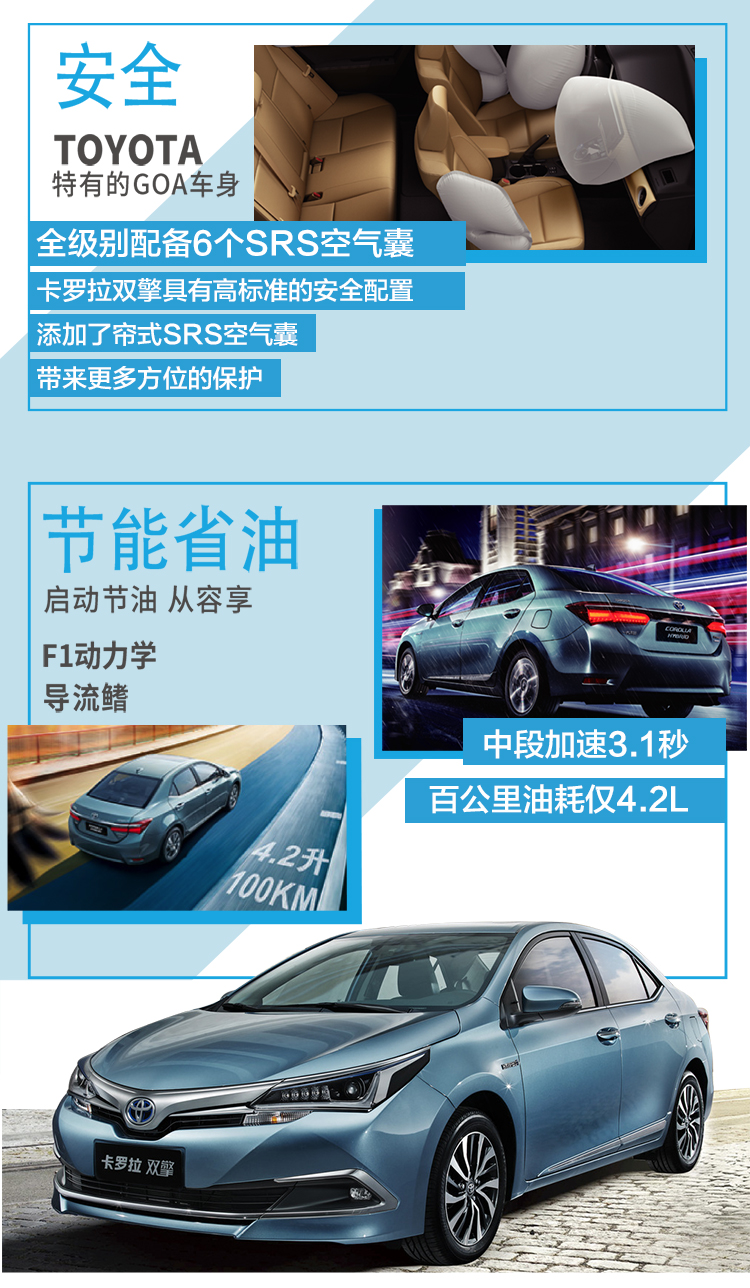 安全
TOYOTA
特有的GOA车身
全级别配备6个SRS空气囊
卡罗拉双擎具有高标准的安全配置
添加了帘式SRS空气囊
带来更多方位的保护
节能省油
启动节油 从容享
F1动力学
导流鳍
COROLLA
HYBRID
中段加速3.1秒
百公里油耗仅4.2L
4.2升
100KM
卡罗拉 双擎